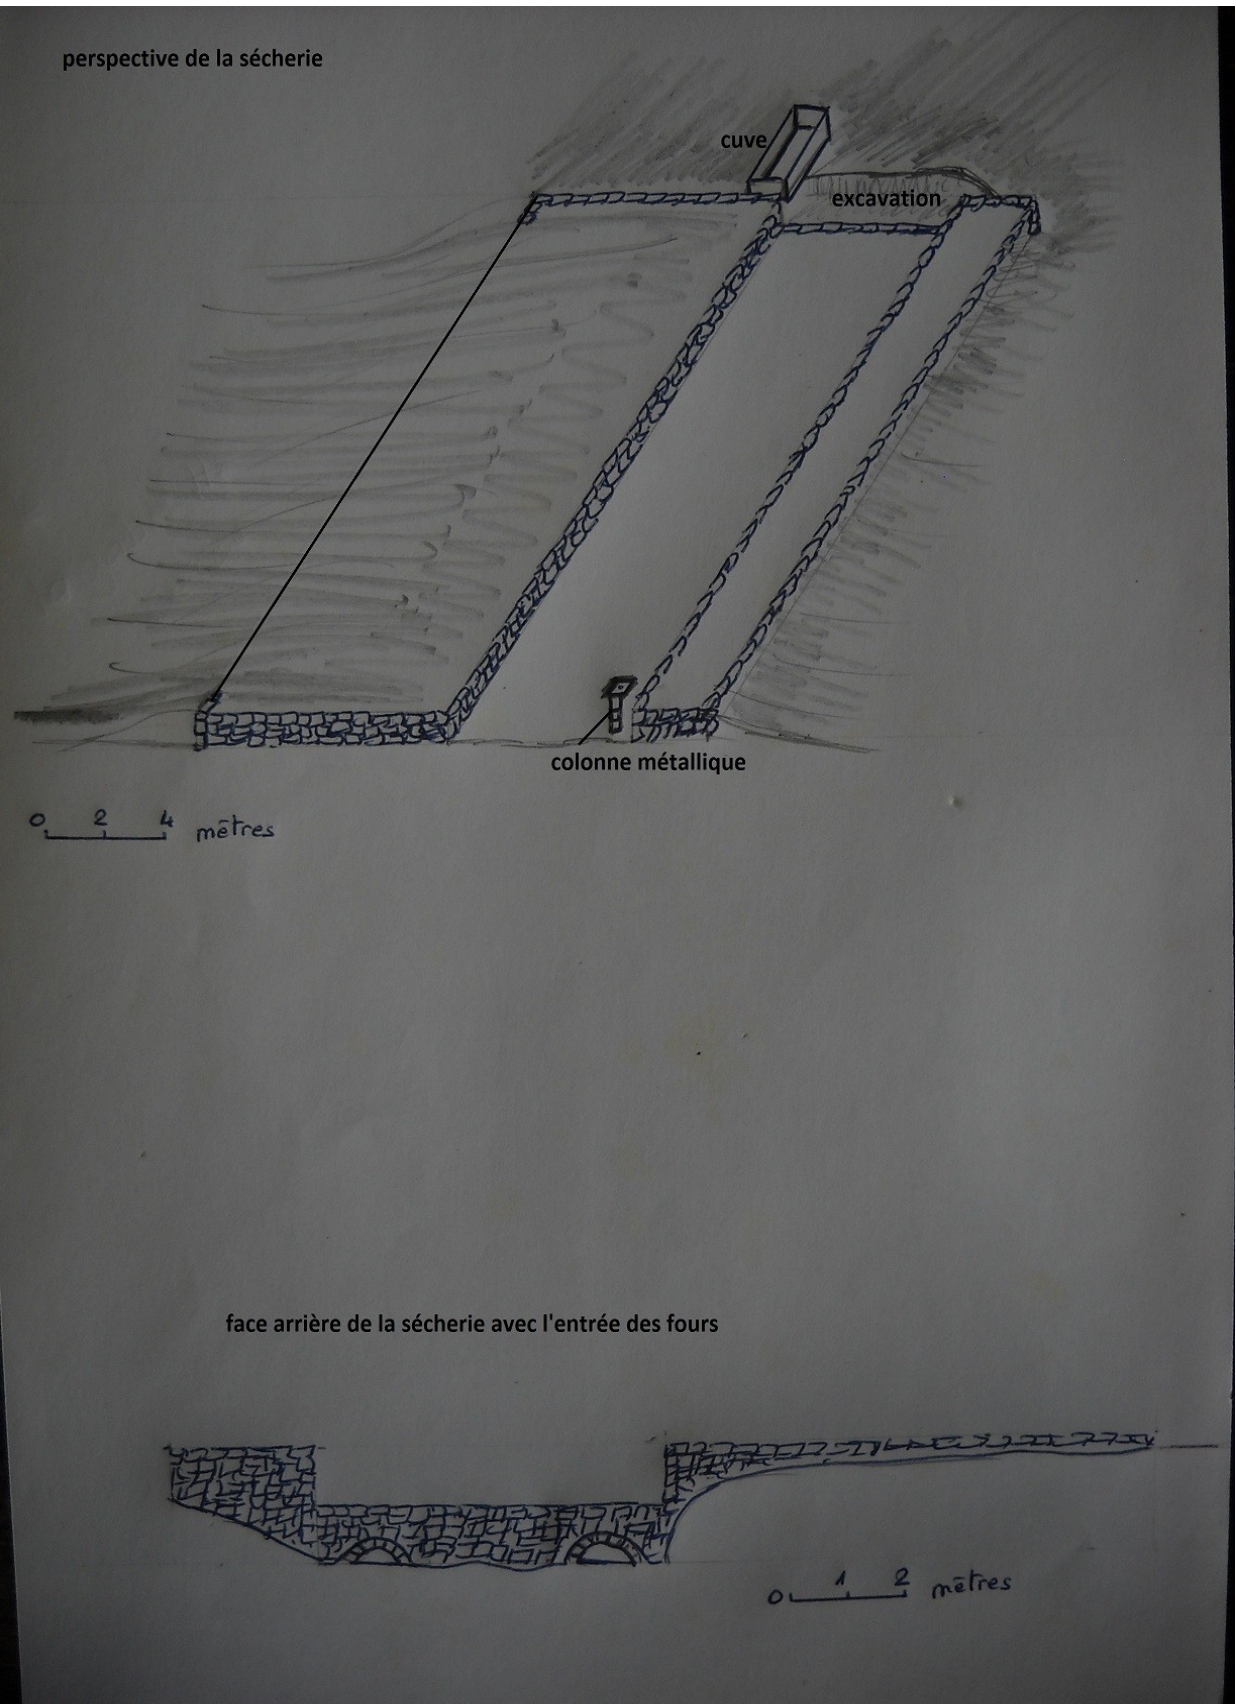 perspective de la sécherie
cuve
excavation
colonne métallique
0 2 4 mètres
face arrière de la sécherie avec l'entrée des fours
0 1 2 mètres